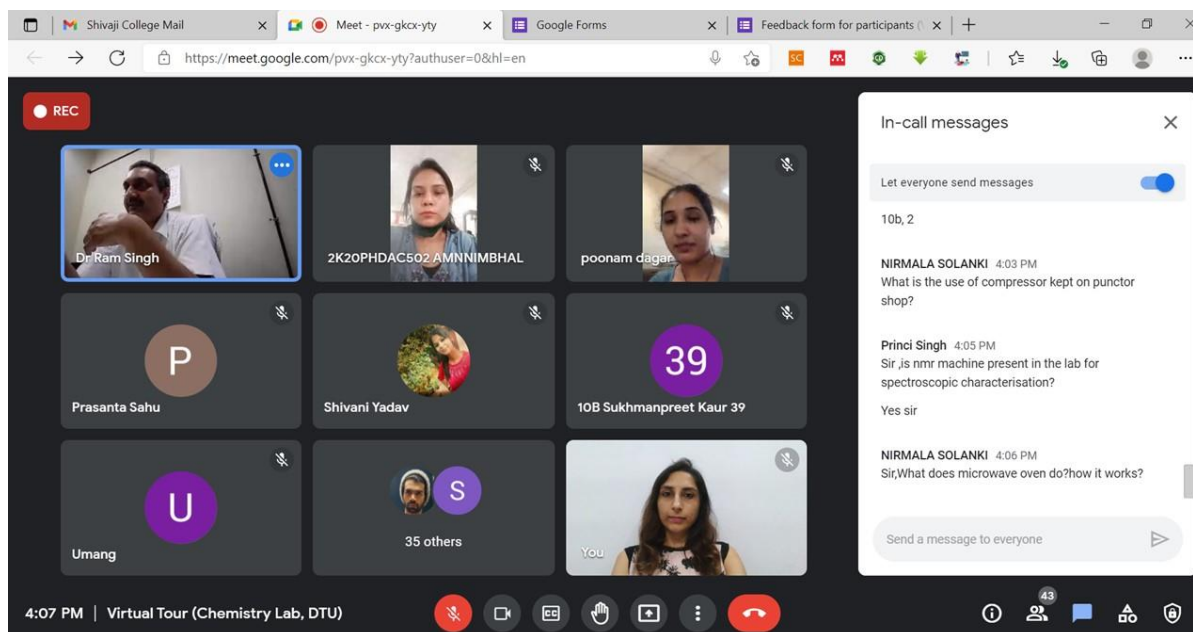 Shivaji College Mail
Meet - pvx-gkcx-yty
Google Forms
Feedback form for participants (
https://meet.google.com/pvx-gkcx-yty?authuser=0&hl=en
SC
REC
Dr Ram Singh
2K20PHDAC502 AMNNIMBHAL
poonam dagar
P
Prasanta Sahu
Shivani Yadav
39
10B Sukhmanpreet Kaur 39
U
Umang
S
35 others
You
In-call messages
Let everyone send messages
10b, 2
NIRMALA SOLANKI 4:03 PM
What is the use of compressor kept on punctor
shop?
Princi Singh 4:05 PM
Sir ,is nmr machine present in the lab for
spectroscopic characterisation?
Yes sir
NIRMALA SOLANKI 4:06 PM
Sir,What does microwave oven do?how it works?
Send a message to everyone
4:07 PM | Virtual Tour (Chemistry Lab, DTU)
CC
43